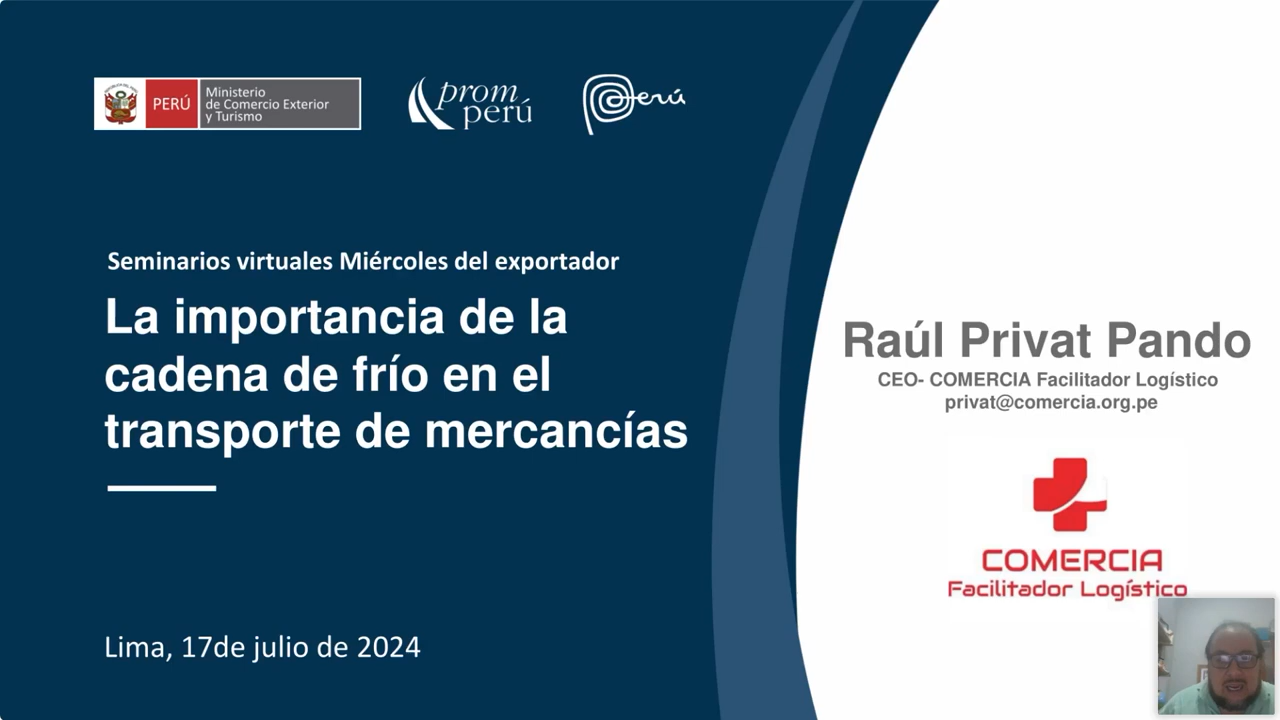 PERÚ
Ministerio
de Comercio Exterior
y Turismo
prom
perú
Perú
Seminarios virtuales Miércoles del exportador
La importancia de la
cadena de frío en el
transporte de mercancías
Lima, 17de julio de 2024
Raúl Privat Pando
CEO- COMERCIA Facilitador Logístico
privat@comercia.org.pe
COMERCIA
Facilitador Logístico